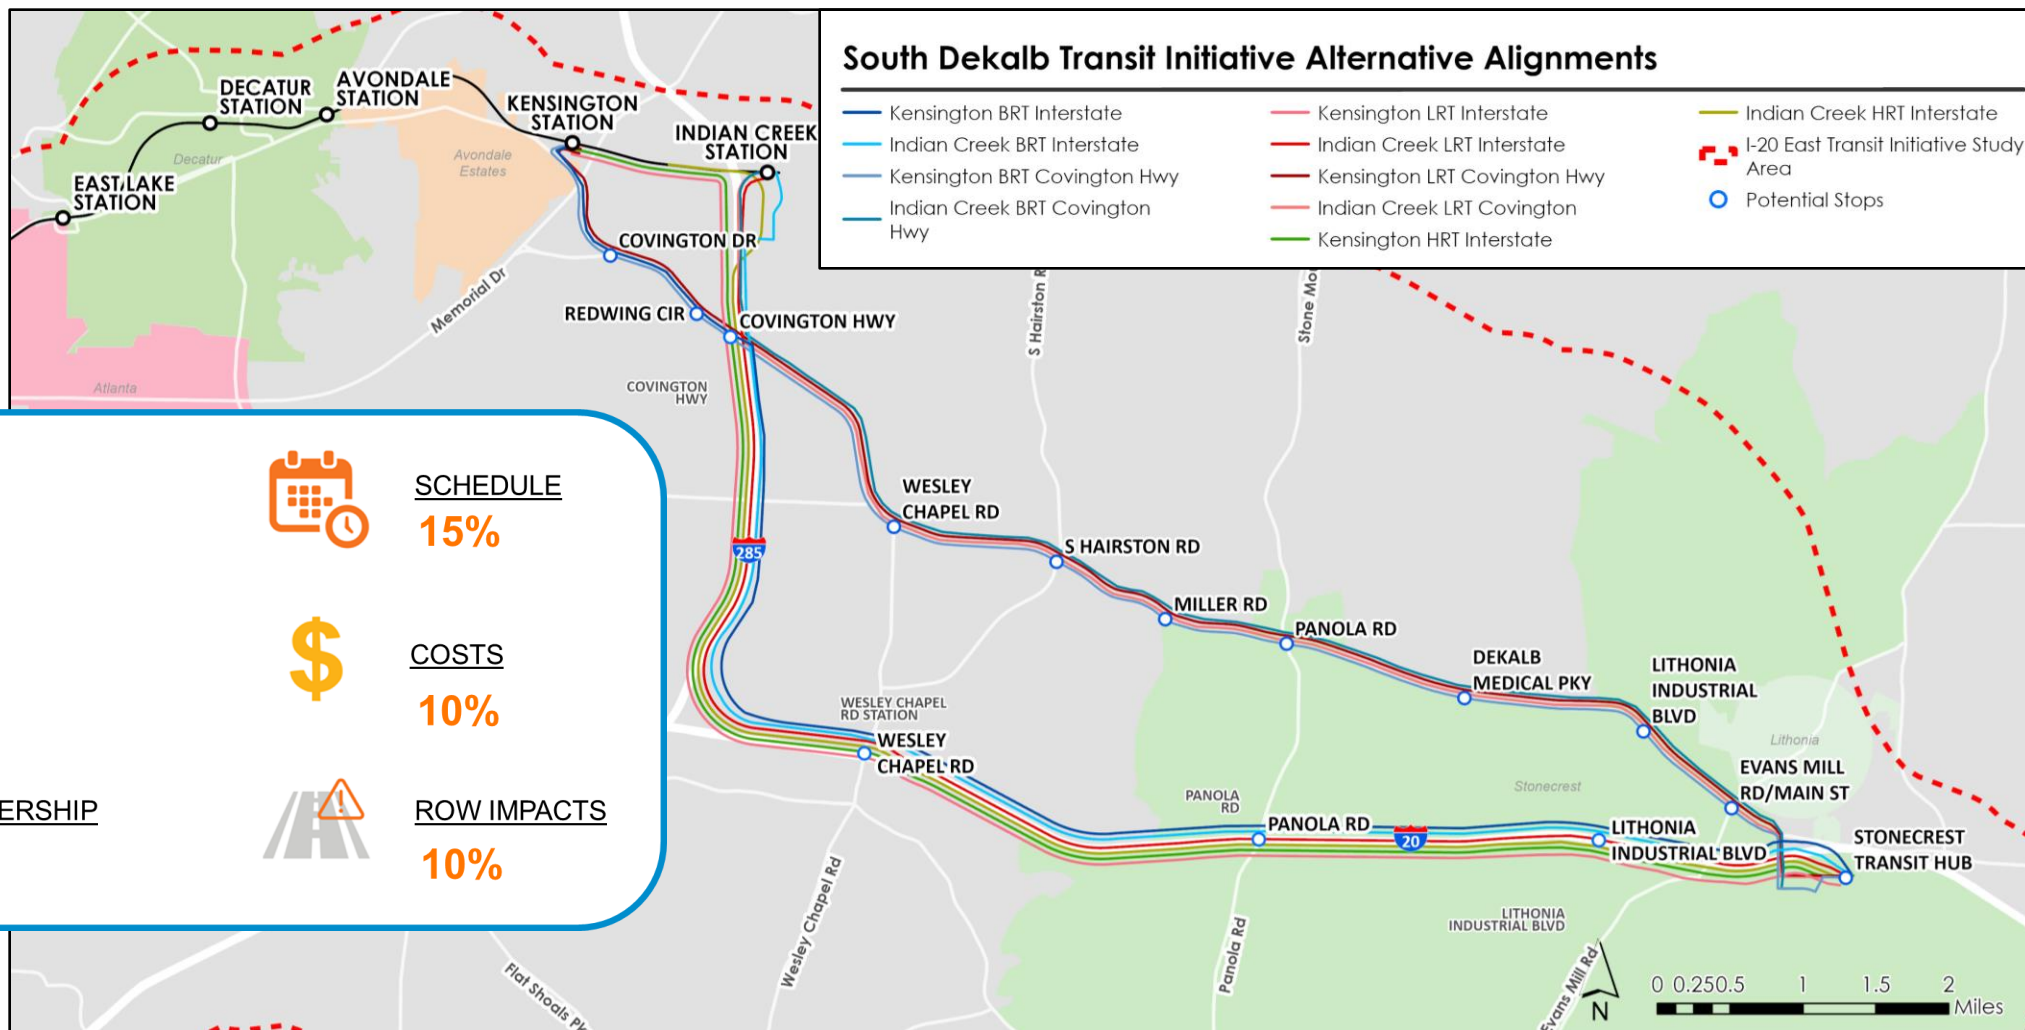 South Dekalb Transit Initiative Alternative Alignments
Kensington BRT Interstate
Indian Creek BRT Interstate
Kensington BRT Covington Hwy
Indian Creek BRT Covington
Hwy
Kensington LRT Interstate
Indian Creek LRT Interstate
Kensington LRT Covington Hwy
Indian Creek LRT Covington
Kensington HRT Interstate
Indian Creek HRT Interstate
I-20 East Transit Initiative Study
Area
Potential Stops
DECATUR
STATION
AVONDALE
STATION
KENSINGTON
STATION
INDIAN CREEK
STATION
EAST LAKE
STATION
Decatur
Avondale
Estates
Atlanta
Memorial Dr
COVINGTON DR
REDWING CIR
COVINGTON HWY
COVINGTON
HWY
S Hairston R
Stone Mou
285
WESLEY
CHAPEL RD
S HAIRSTON RD
MILLER RD
PANOLA RD
DEKALB
MEDICAL PKY
LITHONIA
INDUSTRIAL
BLVD
Lithonia
EVANS MILL
RD/MAIN ST
STONECREST
TRANSIT HUB
WESLEY CHAPEL
RD STATION
WESLEY
CHAPEL RD
PANOLA
RD
PANOLA RD
20
Stonecrest
LITHONIA
INDUSTRIAL BLVD
LITHONIA
INDUSTRIAL BLVD
Wesley Chapel Rd
Panola Rd
Evans Mill Rd
Flat Shoals Pk
SCHEDULE
15%
$
COSTS
10%
ERSHIP
ROW IMPACTS
10%
N
0 0.25 0.5 1 1.5 2
Miles